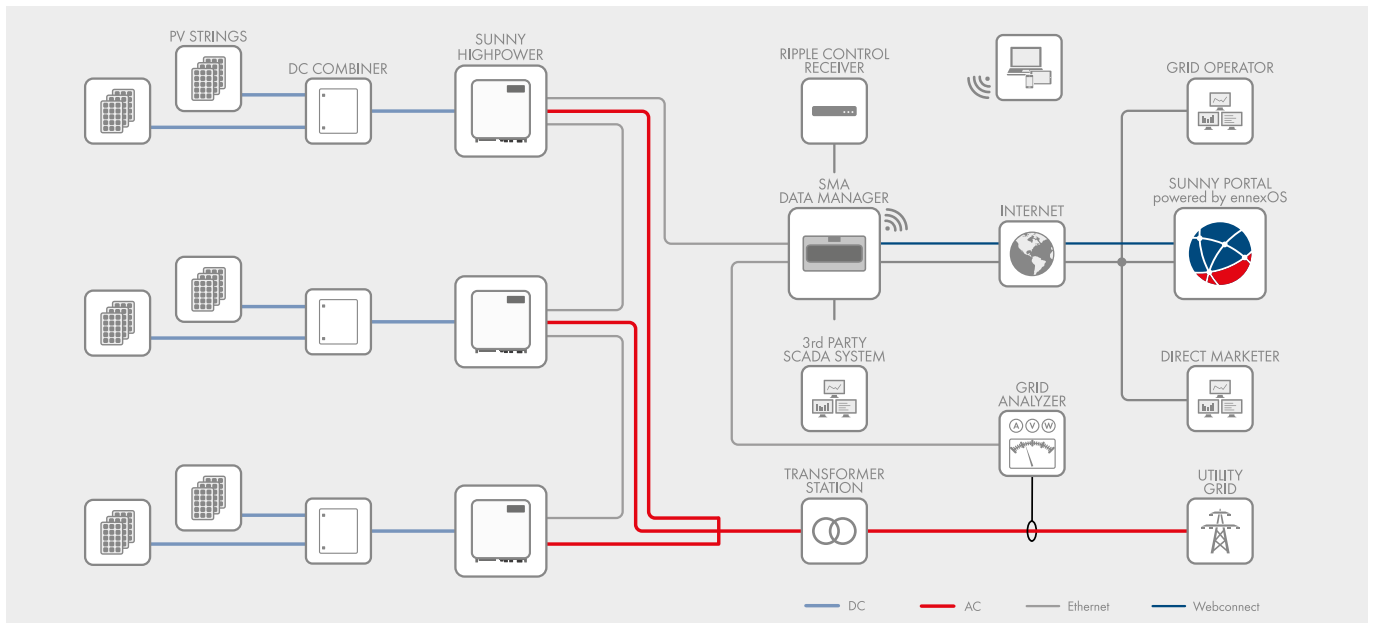 PV STRINGS
DC COMBINER
SUNNY
HIGHPOWER
RIPPLE CONTROL
RECEIVER
GRID OPERATOR
SMA
DATA MANAGER
INTERNET
SUNNY PORTAL
powered by ennexOS
3rd PARTY
SCADA SYSTEM
GRID
ANALYZER
A V W
DIRECT MARKETER
TRANSFORMER
STATION
UTILITY
GRID
DC
AC
Ethernet
Webconnect